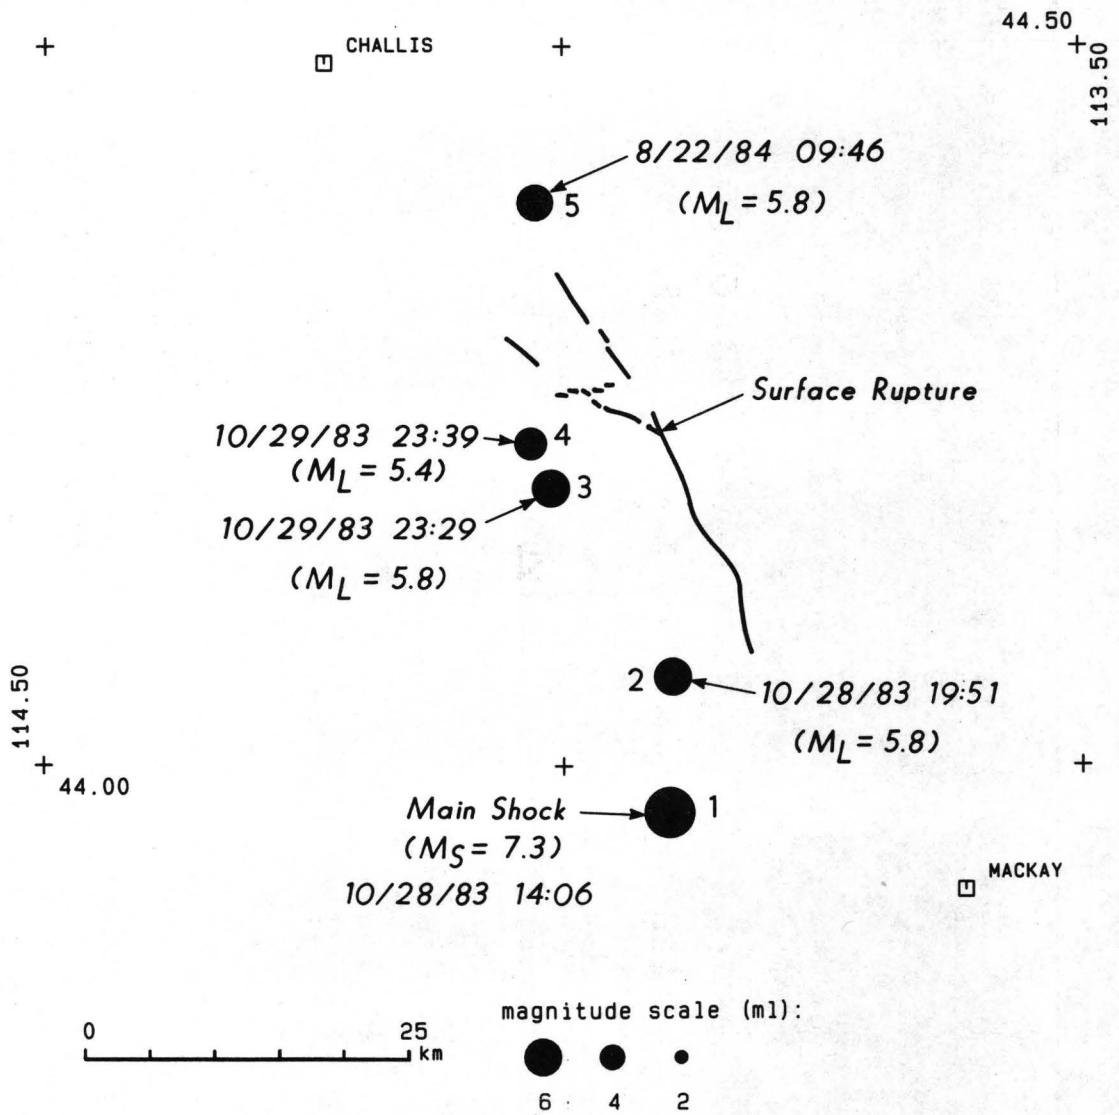 44.50
CHALLIS
113.50
8/22/84 09:46
(ML = 5.8)
5
Surface Rupture
10/29/83 23:39
(ML = 5.4)
4
3
10/29/83 23:29
(ML = 5.8)
2
10/28/83 19:51
(ML = 5.8)
114.50
44.00
Main Shock
(MS = 7.3)
10/28/83 14:06
1
MACKAY
magnitude scale (ml):
0 25
km
6 4 2